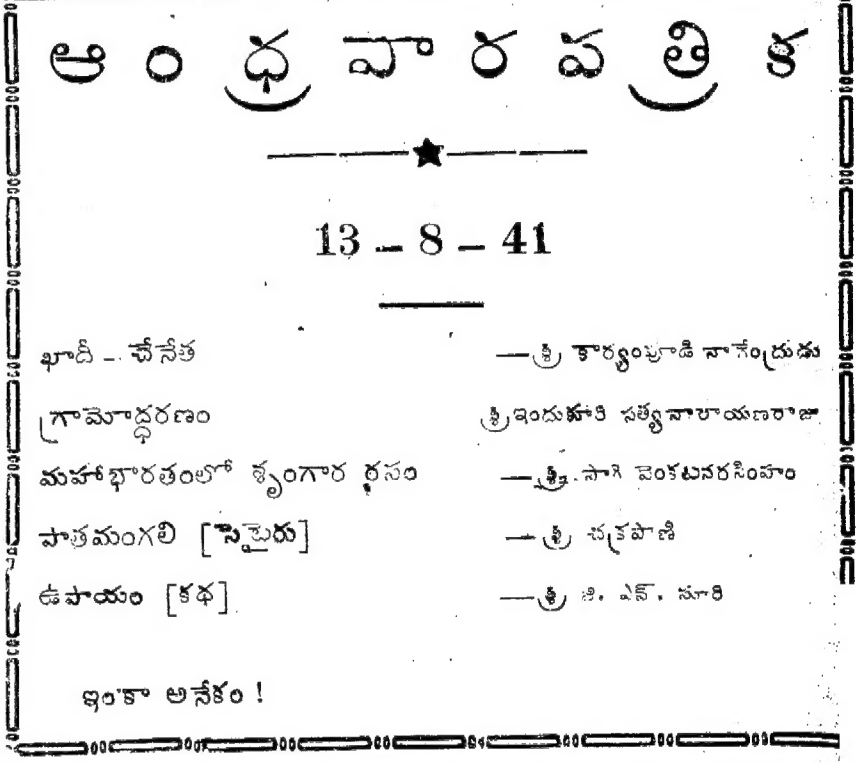 ఆంధ్రవారపత్రిక
13 – 8 – 41
ఖాదీ – చేనేత — శ్రీ కార్యంపూడి నాగేంద్రుడు
గ్రామోద్ధరణం శ్రీ ఇందుకూరి సత్యనారాయణరాజు
మహాభారతంలో శృంగార రసం — శ్రీ సాగి వెంకటనరసింహం
పాతమంగలి [సెటైరు] — శ్రీ చక్రపాణి
ఉపాయం [కథ] — శ్రీ జి. ఎన్. సూరి
ఇంకా అనేకం !